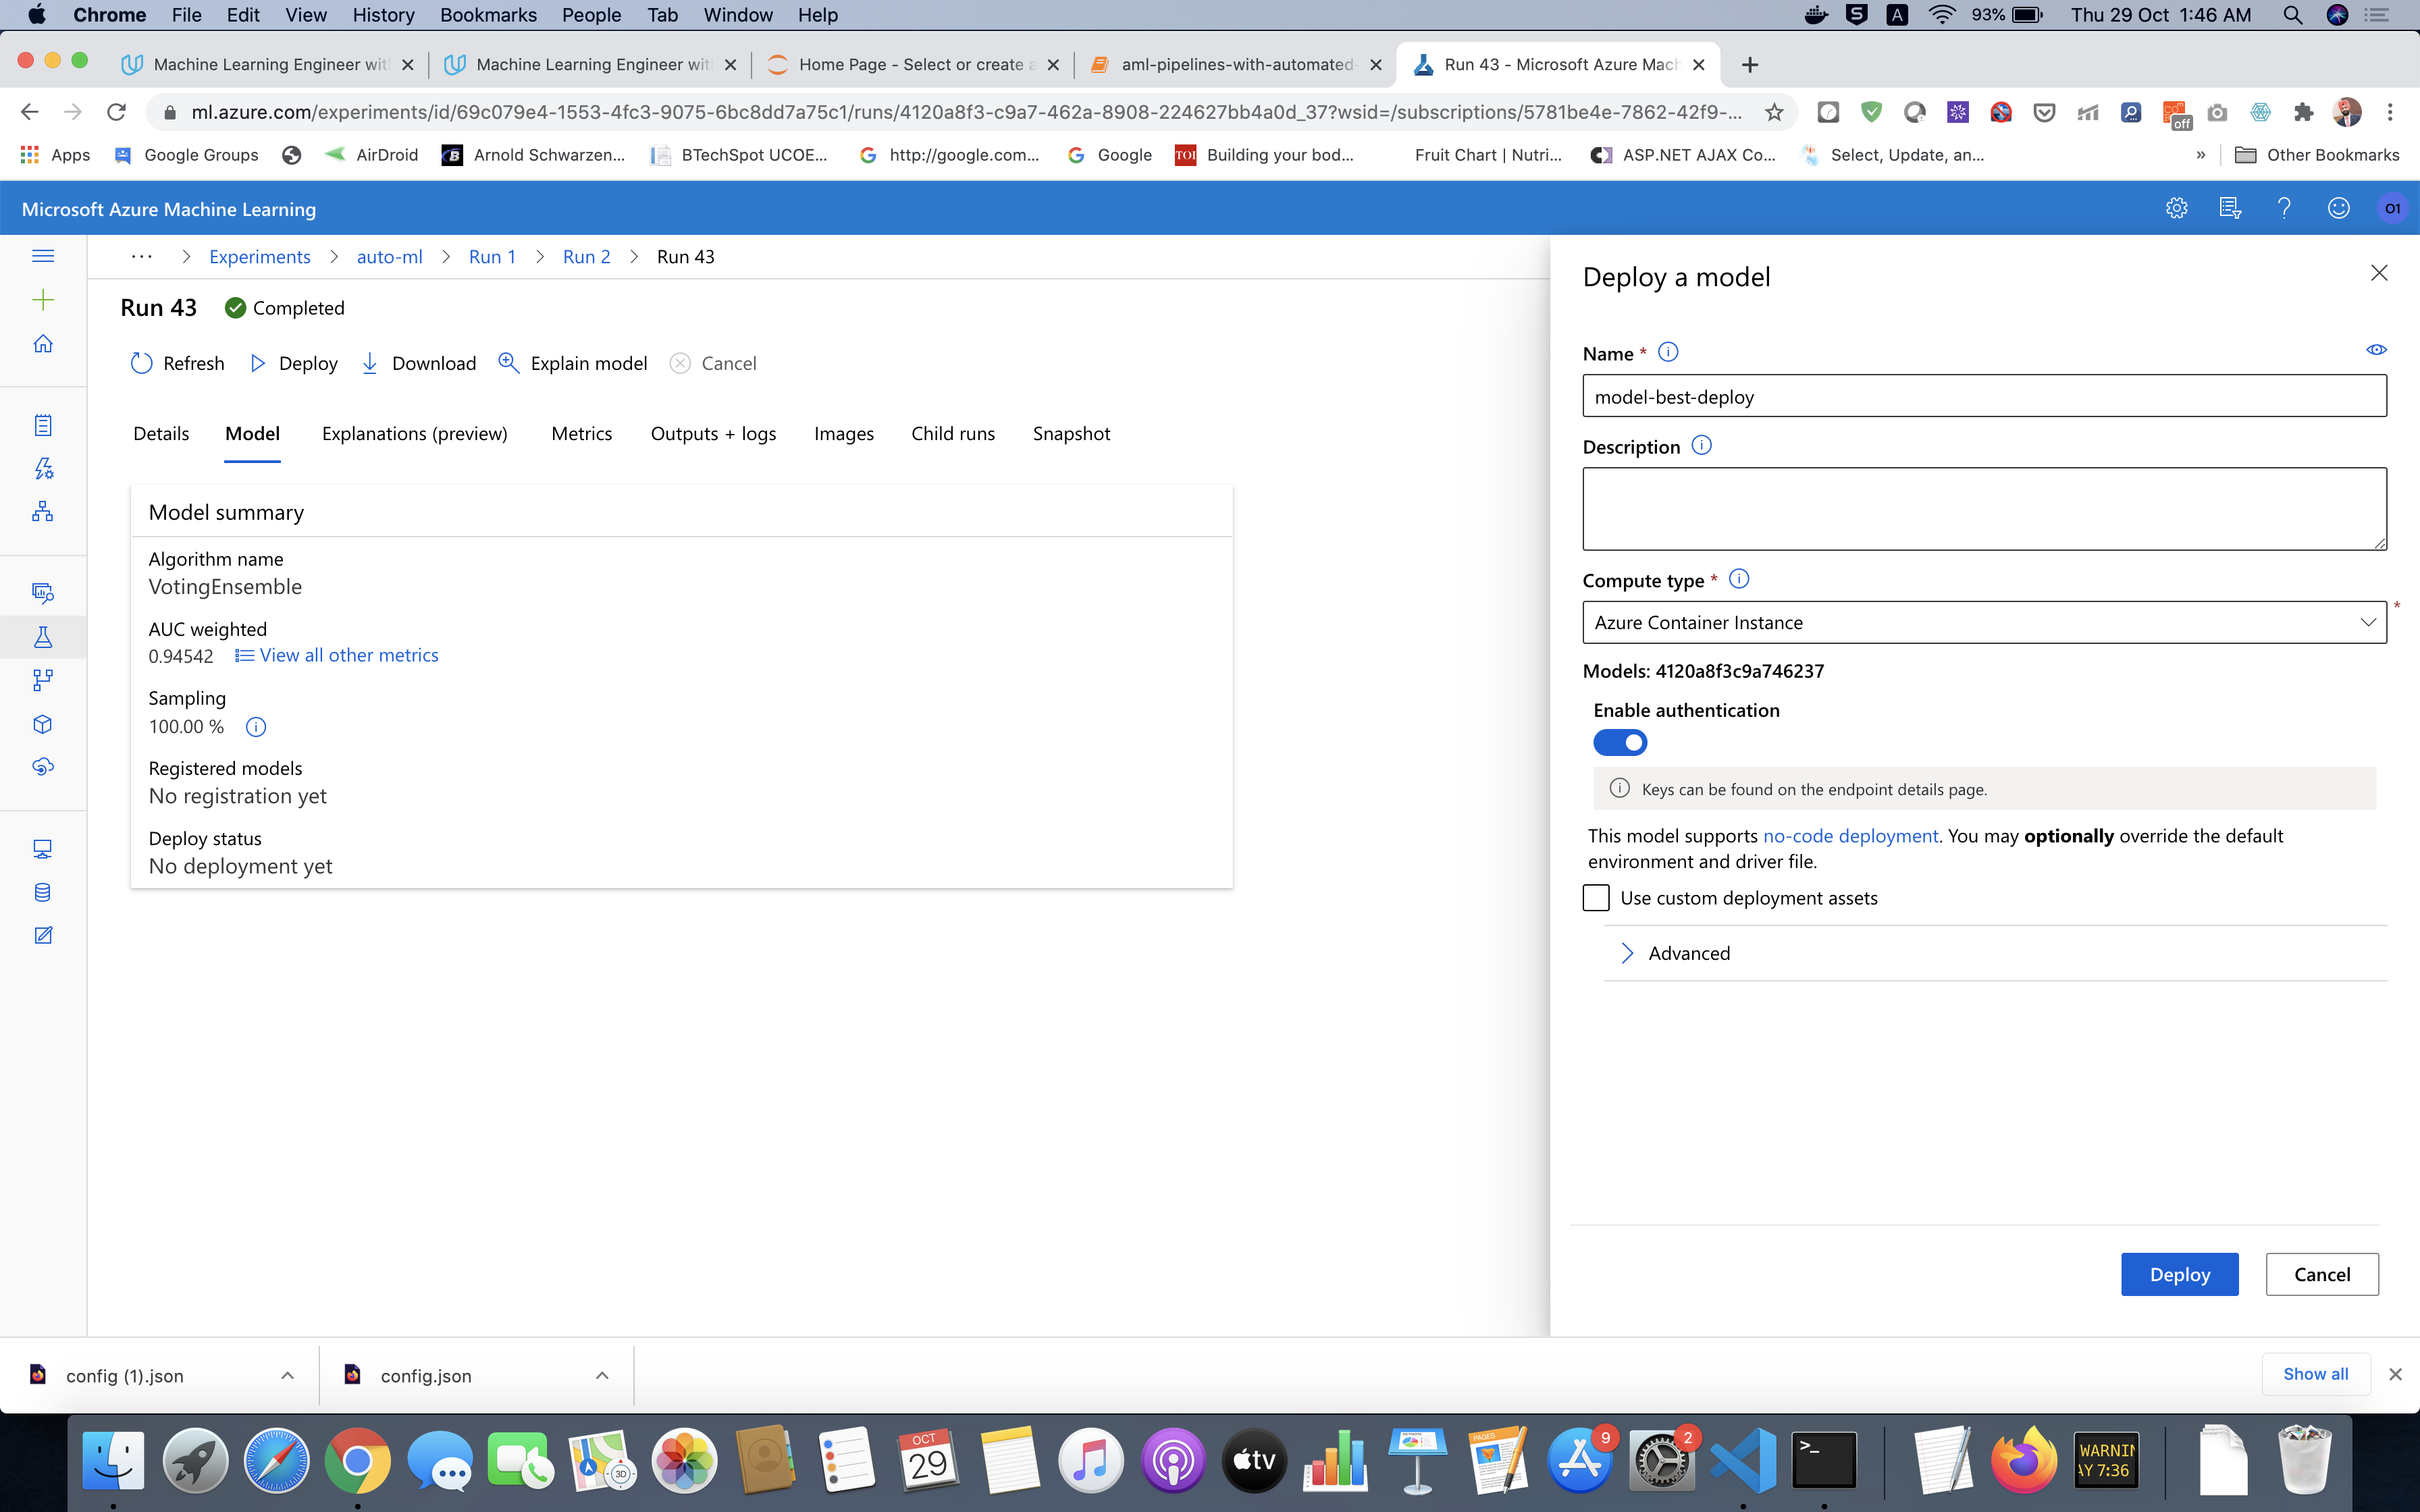 Chrome File Edit View History Bookmarks People Tab Window Help
S A 93% Thu 29 Oct 1:46 AM
Machine Learning Engineer wit
Machine Learning Engineer wit
Home Page - Select or create a
aml-pipelines-with-automated-
Run 43 - Microsoft Azure Mach
ml.azure.com/experiments/id/69c079e4-1553-4fc3-9075-6bc8dd7a75c1/runs/4120a8f3-c9a7-462a-8908-224627bb4a0d_37?wsid=/subscriptions/5781be4e-7862-42f9-...
off
Apps Google Groups AirDroid Arnold Schwarzen... BTechSpot UCOE... http://google.com... Google TOI Building your bod... Fruit Chart | Nutri... ASP.NET AJAX Co... Select, Update, an... » Other Bookmarks
Microsoft Azure Machine Learning
01
··· > Experiments > auto-ml > Run 1 > Run 2 > Run 43
Run 43 Completed
Refresh Deploy Download Explain model Cancel
Details Model Explanations (preview) Metrics Outputs + logs Images Child runs Snapshot
Model summary
Algorithm name
VotingEnsemble
AUC weighted
0.94542 View all other metrics
Sampling
100.00 %
Registered models
No registration yet
Deploy status
No deployment yet
Deploy a model
Name *
model-best-deploy
Description
Compute type *
Azure Container Instance
*
Models: 4120a8f3c9a746237
Enable authentication
Keys can be found on the endpoint details page.
This model supports no-code deployment. You may optionally override the default
environment and driver file.
Use custom deployment assets
Advanced
Deploy Cancel
config (1).json config.json Show all
OCT
29
3D
tv
PAGES
9
2
>_
WARNIN
AY 7:36